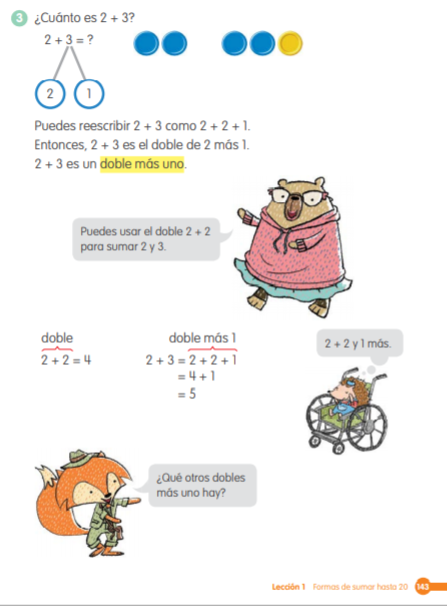 3 ¿Cuánto es 2 + 3?
2 + 3 = ?
2 1
Puedes reescribir 2 + 3 como 2 + 2 + 1.
Entonces, 2 + 3 es el doble de 2 más 1.
2 + 3 es un doble más uno.
Puedes usar el doble 2 + 2
para sumar 2 y 3.
doble
2 + 2 = 4
doble más 1
2 + 3 = 2 + 2 + 1
= 4 + 1
= 5
2 + 2 y 1 más.
¿Qué otros dobles
más uno hay?
Lección 1 Formas de sumar hasta 20 143